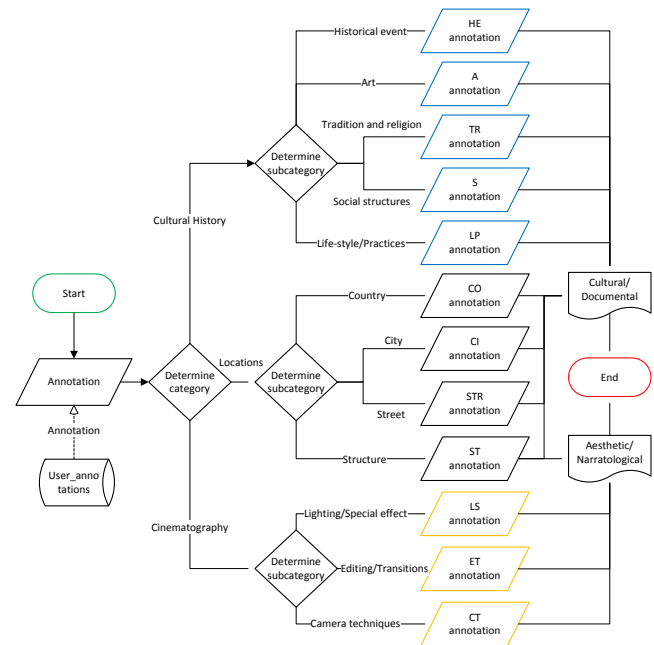 Historical event
HE
annotation
Art
A
annotation
Tradition and religion
TR
annotation
Determine
subcategory
Social structures
S
annotation
Cultural History
Life-style/Practices
LP
annotation
Start
Country
CO
annotation
Cultural/
Documental
City
CI
annotation
Locations
Annotation
Determine
category
Determine
subcategory
End
Street
STR
annotation
Annotation
Structure
ST
annotation
Aesthetic/
Narratological
User_anno
tations
Lighting/Special effect
LS
annotation
Cinematography
Determine
subcategory
Editing/Transitions
ET
annotation
Camera techniques
CT
annotation